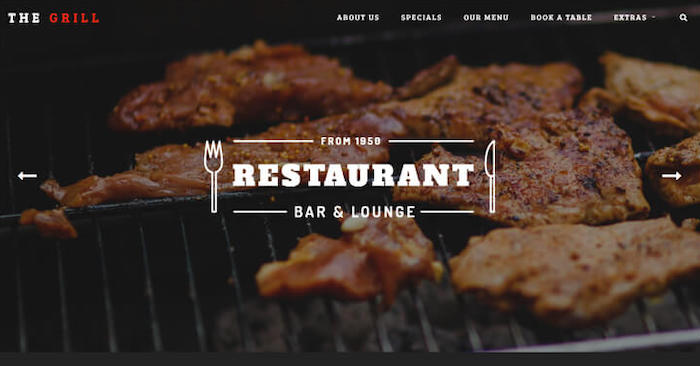 THE GRILL
ABOUT US SPECIALS OUR MENU BOOK A TABLE EXTRAS
FROM 1950
RESTAURANT
BAR & LOUNGE